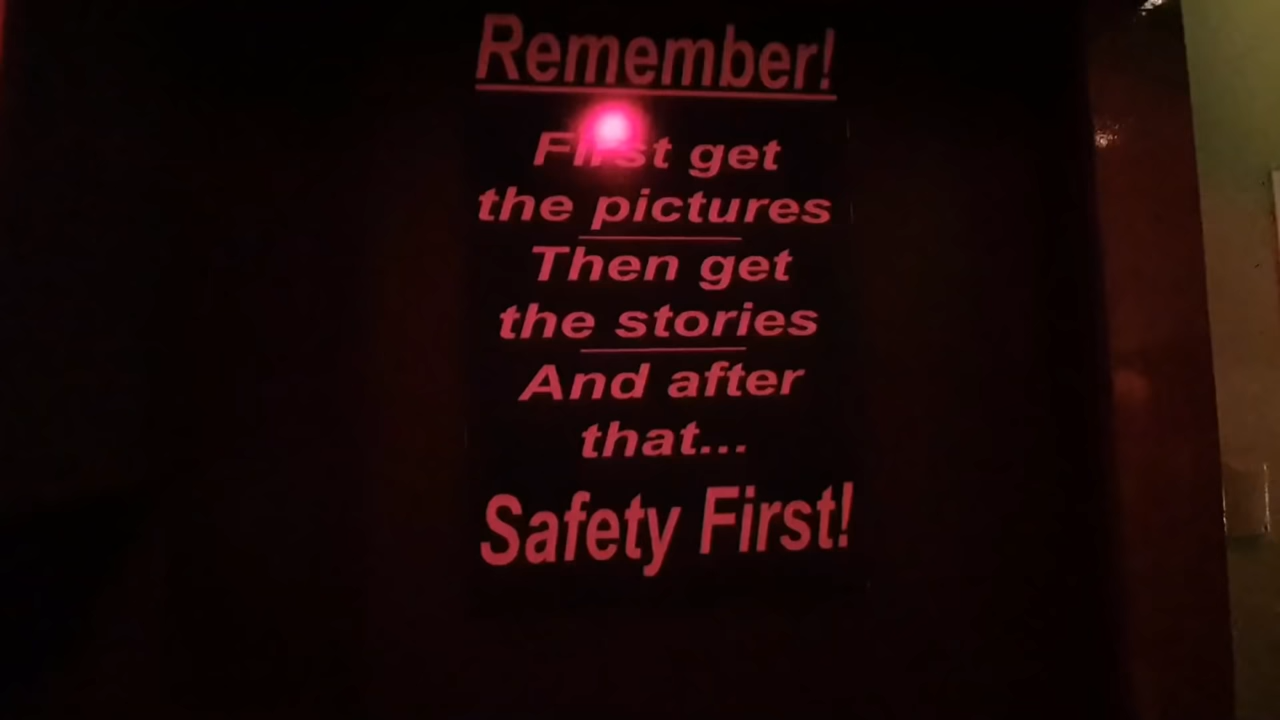 Remember!
First get
the pictures
Then get
the stories
And after
that...
Safety First!